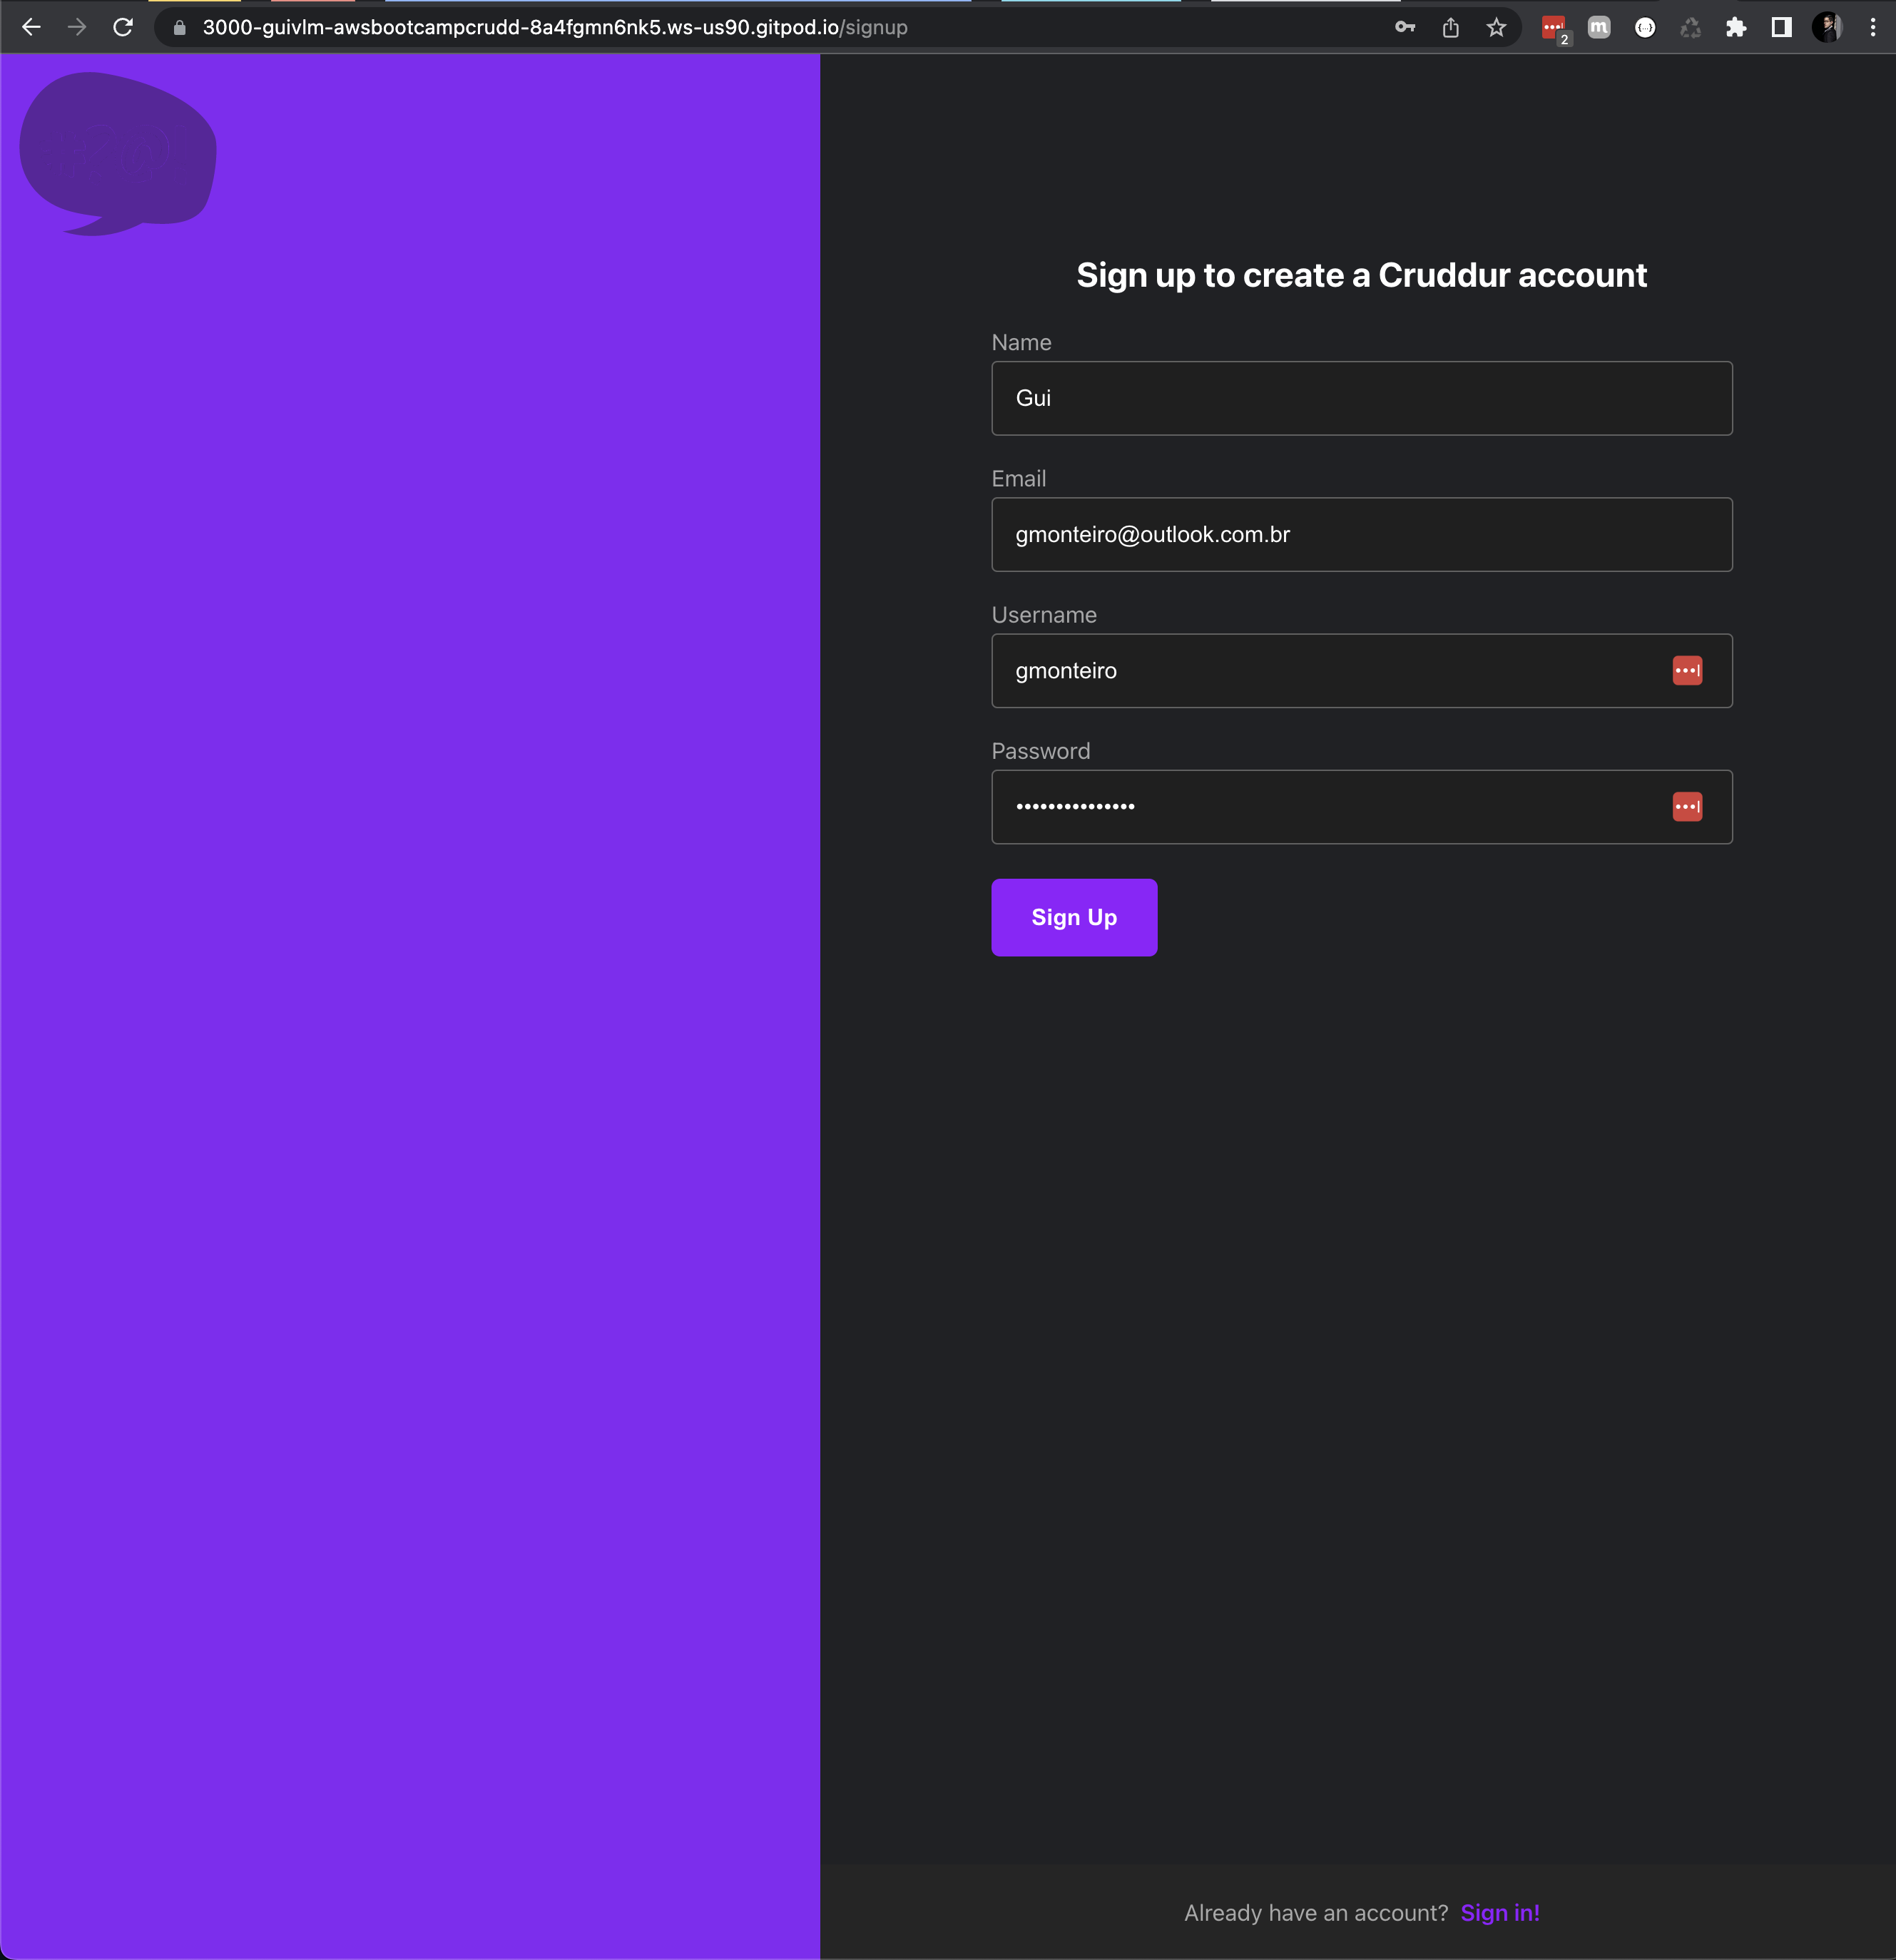 3000-guivlm-awsbootcampcrudd-8a4fgmn6nk5.ws-us90.gitpod.io/signup
2
m
Sign up to create a Cruddur account
Name
Gui
Email
gmonteiro@outlook.com.br
Username
gmonteiro
Password
•••••••••••••••
Sign Up
Already have an account? Sign in!